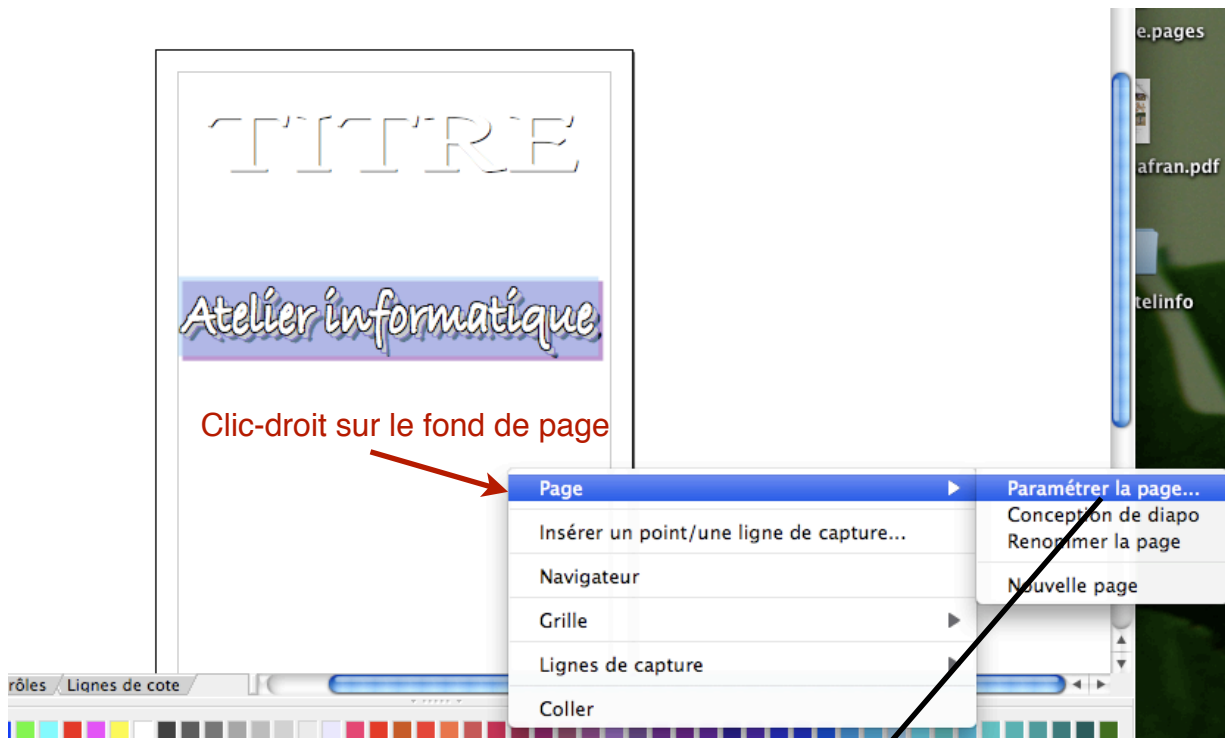 e.pages
TITRE
afran.pdf
Atelier informatique
telinfo
Clic-droit sur le fond de page
Page
Paramétrer la page...
Conception de diapo
Renommer la page
Nouvelle page
Insérer un point/une ligne de capture...
Navigateur
Grille
Lignes de capture
Coller
rôles
Lignes de cote